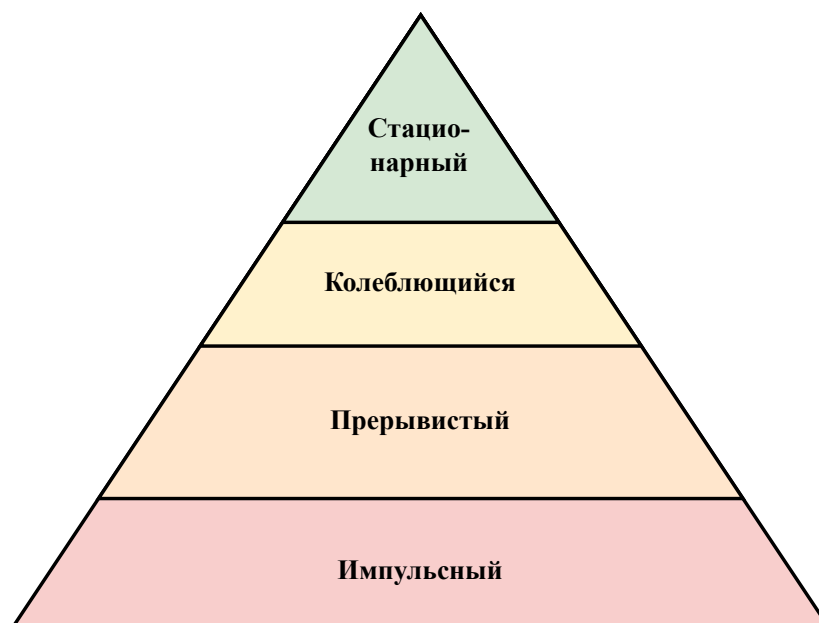 Стацио-
нарный
Колеблющийся
Прерывистый
Импульсный